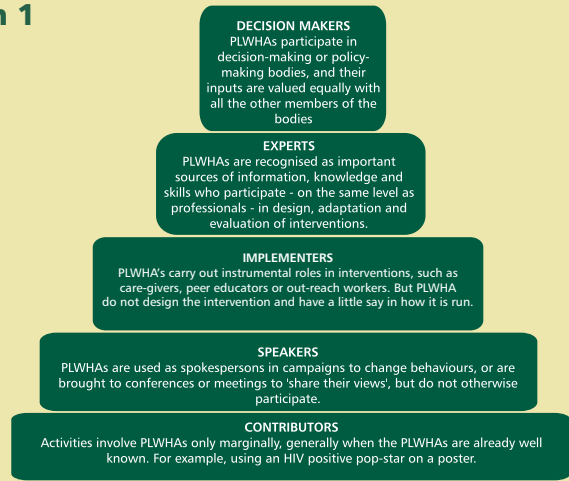 n 1
DECISION MAKERS
PLWHAs participate in
decision-making or policy-
making bodies, and their
inputs are valued equally with
all the other members of the
bodies
EXPERTS
PLWHAs are recognised as important
sources of information, knowledge and
skills who participate - on the same level as
professionals - in design, adaptation and
evaluation of interventions.
IMPLEMENTERS
PLWHA’s carry out instrumental roles in interventions, such as
care-givers, peer educators or out-reach workers. But PLWHA
do not design the intervention and have a little say in how it is run.
SPEAKERS
PLWHAs are used as spokespersons in campaigns to change behaviours, or are
brought to conferences or meetings to 'share their views', but do not otherwise
participate.
CONTRIBUTORS
Activities involve PLWHAs only marginally, generally when the PLWHAs are already well
known. For example, using an HIV positive pop-star on a poster.